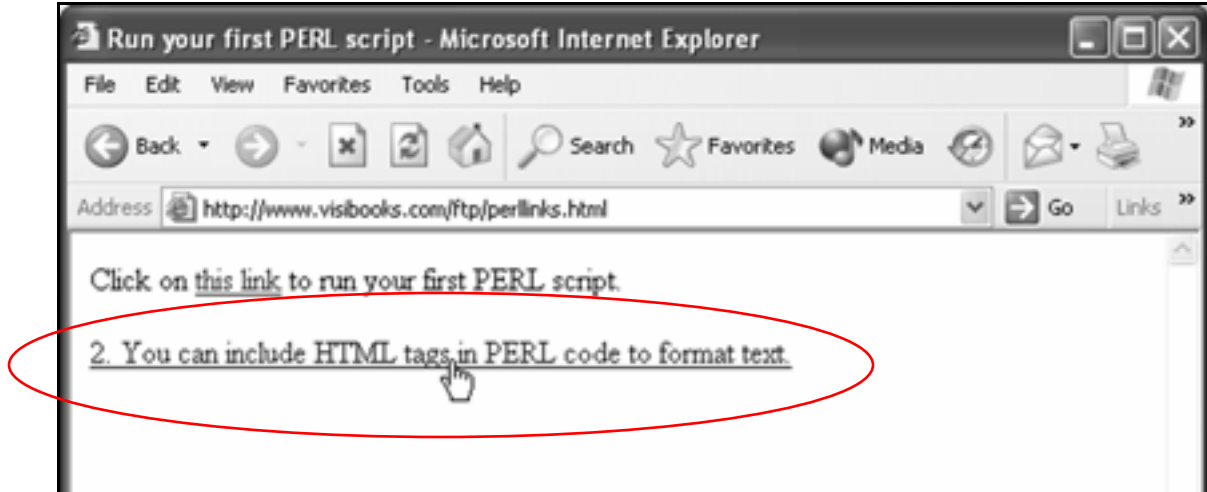 Run your first PERL script - Microsoft Internet Explorer
File Edit View Favorites Tools Help
Back Search Favorites Media
Address http://www.visibooks.com/ftp/perllinks.html Go Links
Click on this link to run your first PERL script.
2. You can include HTML tags in PERL code to format text.